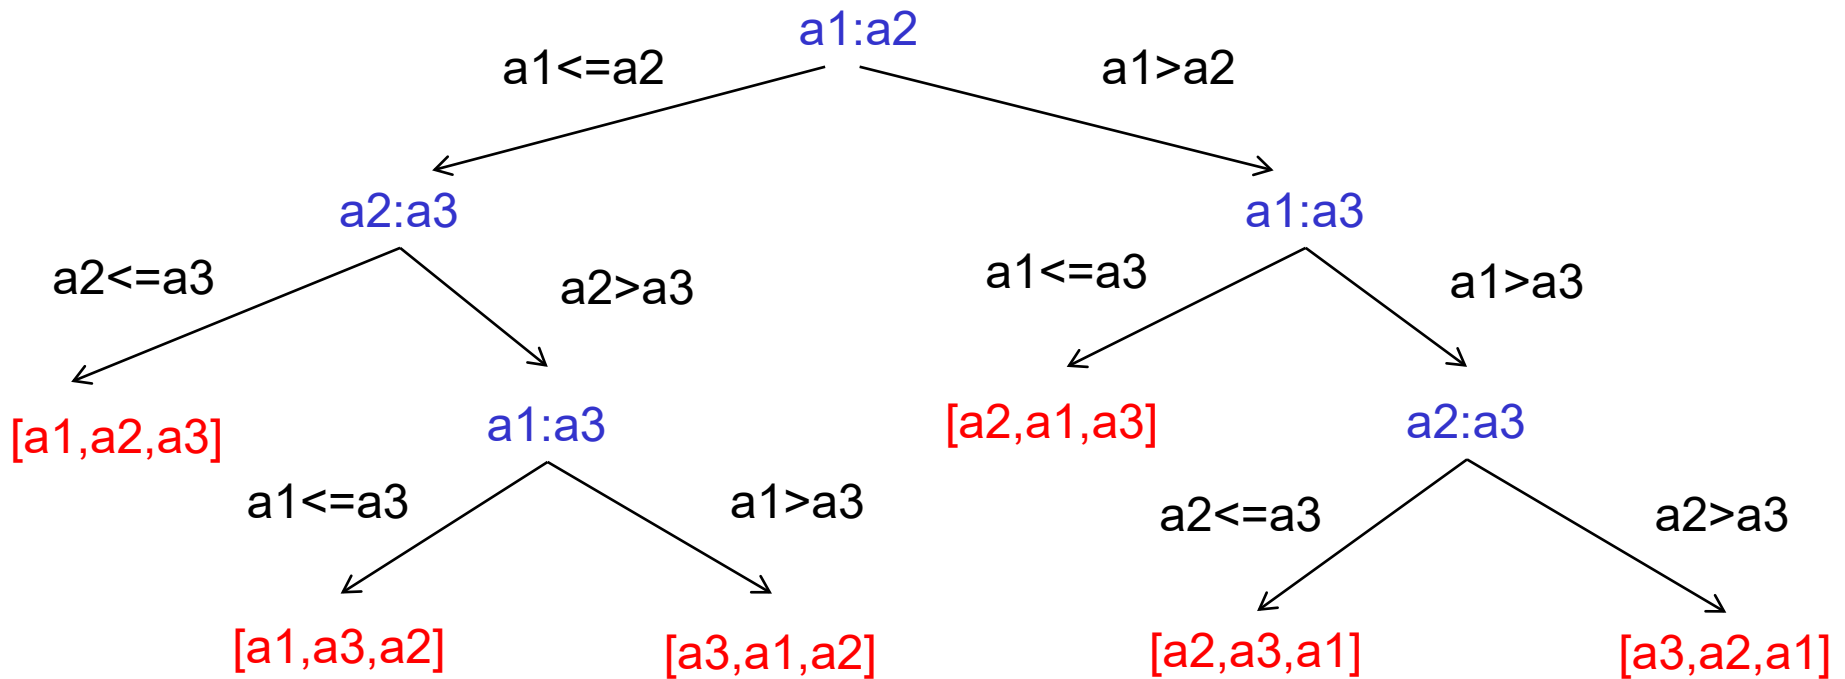 a1:a2
a1<=a2
a1>a2
a2:a3
a1:a3
a2<=a3
a2>a3
a1<=a3
a1>a3
[a1,a2,a3]
a1:a3
[a2,a1,a3]
a2:a3
a1<=a3
a1>a3
a2<=a3
a2>a3
[a1,a3,a2]
[a3,a1,a2]
[a2,a3,a1]
[a3,a2,a1]